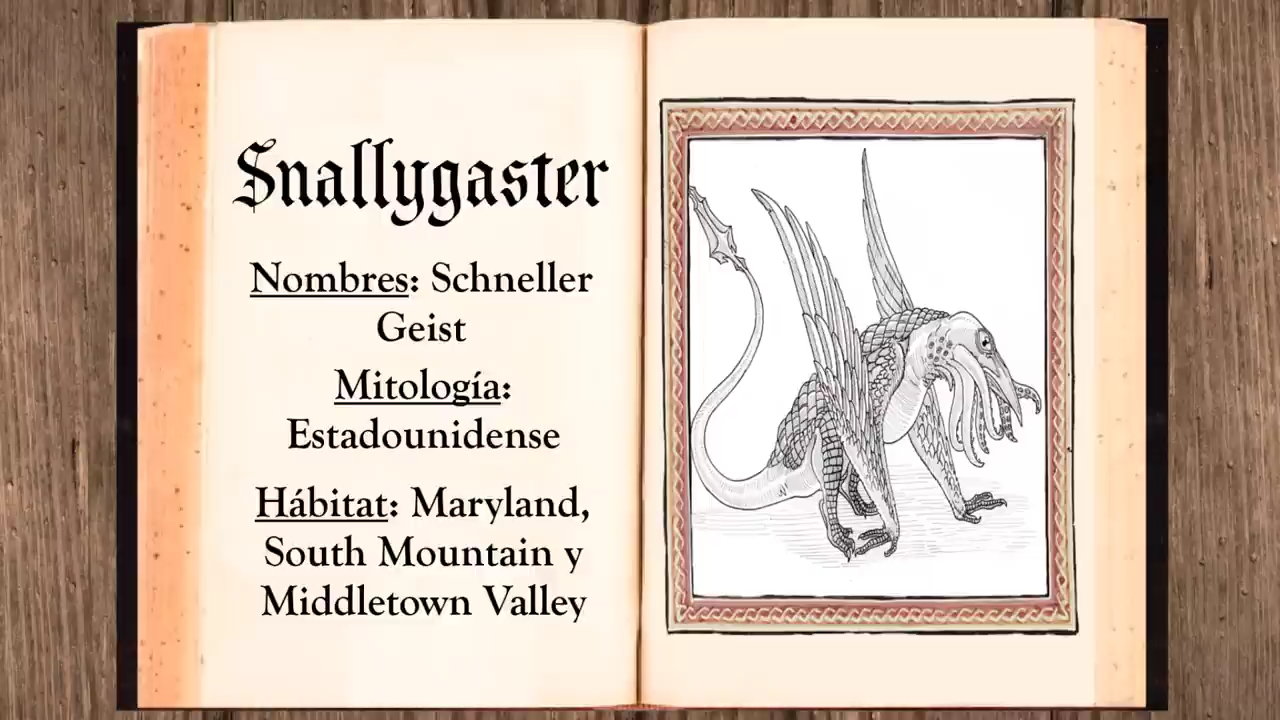 Snallygaster
Nombres: Schneller
Geist
Mitología:
Estadounidense
Hábitat: Maryland,
South Mountain y
Middletown Valley